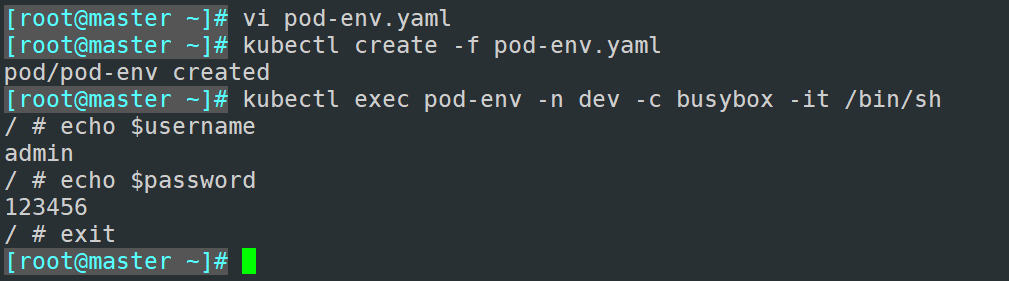 [root@master ~]# vi pod-env.yaml
[root@master ~]# kubectl create -f pod-env.yaml
pod/pod-env created
[root@master ~]# kubectl exec pod-env -n dev -c busybox -it /bin/sh
/ # echo $username
admin
/ # echo $password
123456
/ # exit
[root@master ~]#